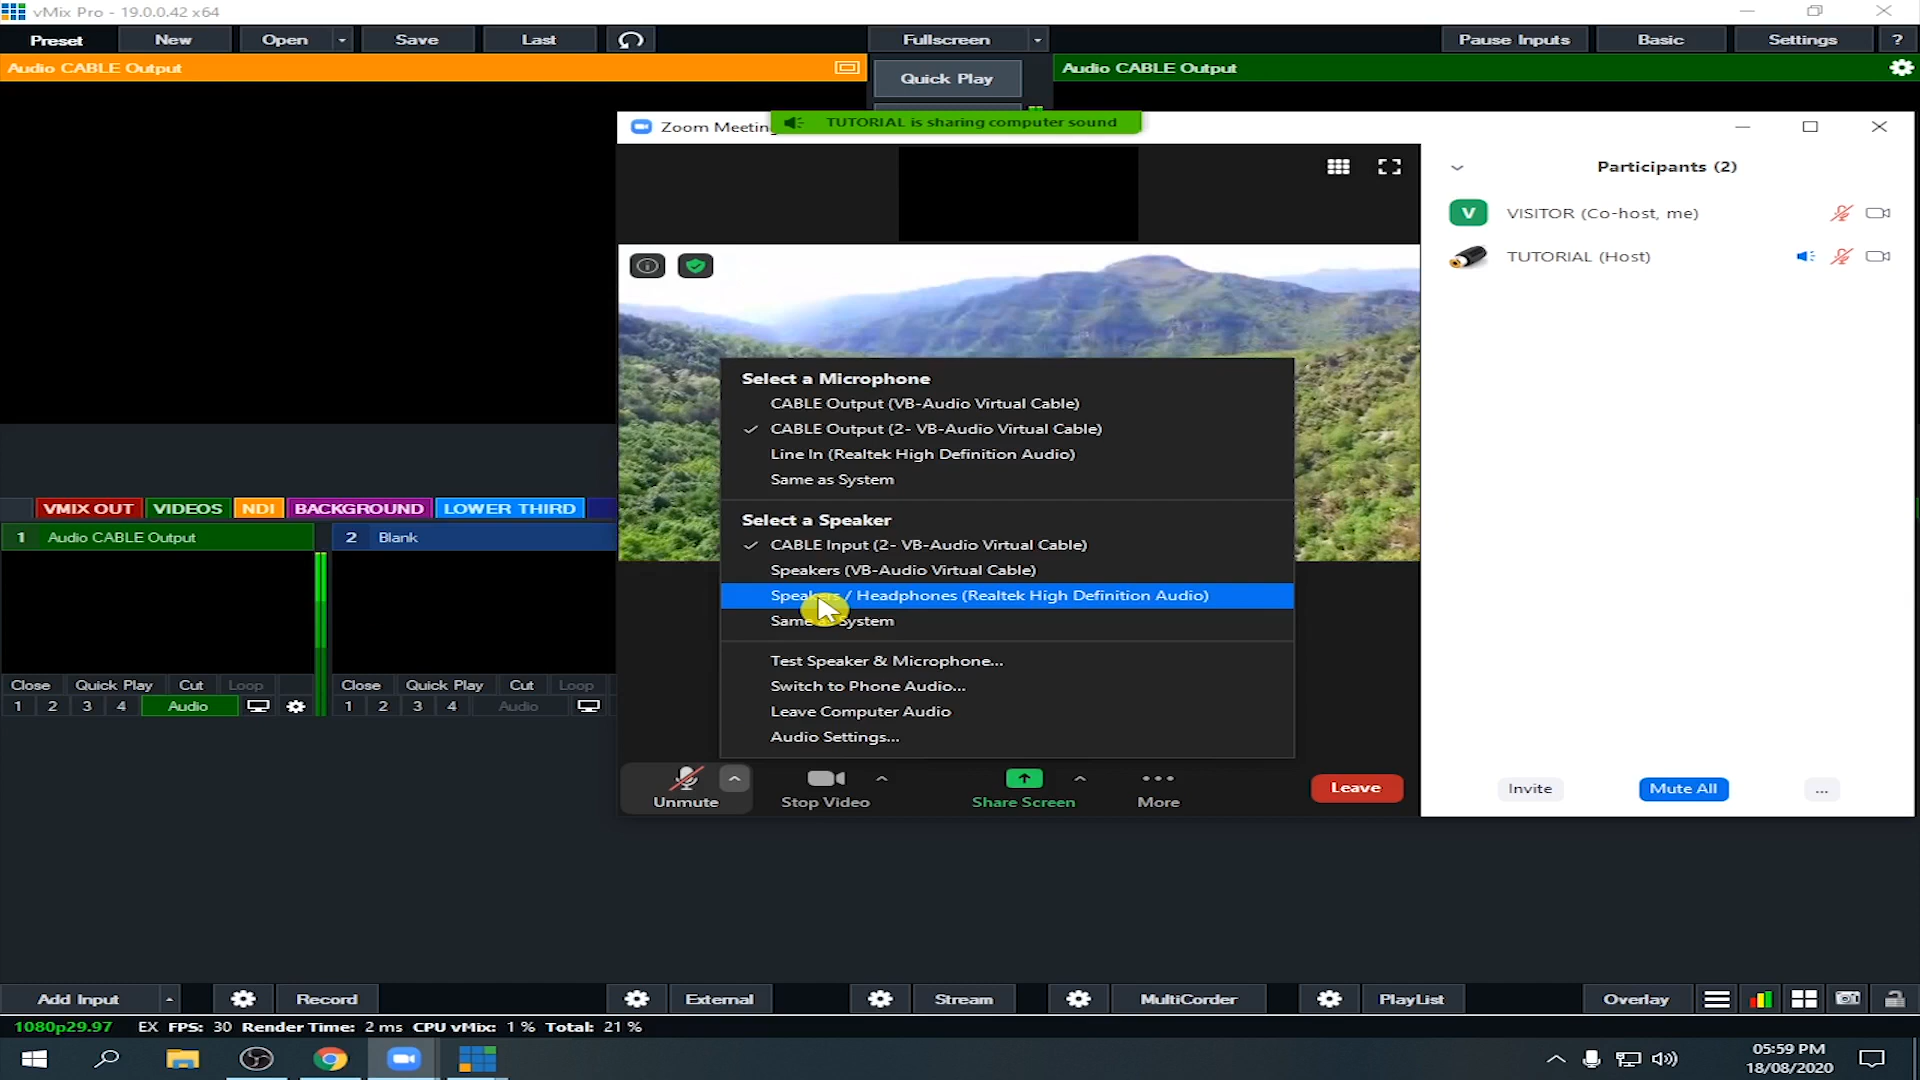 vMix Pro - 19.0.0.42 x64
Preset New Open Save Last Fullscreen Pause Inputs Basic Settings ?
Audio CABLE Output
Quick Play
Audio CABLE Output
Zoom Meetin
TUTORIAL is sharing computer sound
Participants (2)
V VISITOR (Co-host, me)
TUTORIAL (Host)
Select a Microphone
CABLE Output (VB-Audio Virtual Cable)
CABLE Output (2- VB-Audio Virtual Cable)
Line In (Realtek High Definition Audio)
Same as System
Select a Speaker
CABLE Input (2- VB-Audio Virtual Cable)
Speakers (VB-Audio Virtual Cable)
Speakers / Headphones (Realtek High Definition Audio)
Same as System
Test Speaker & Microphone...
Switch to Phone Audio...
Leave Computer Audio
Audio Settings...
VMIX OUT VIDEOS NDI BACKGROUND LOWER THIRD
1 Audio CABLE Output 2 Blank
Close Quick Play Cut Loop Close Quick Play Cut Loop
1 2 3 4 Audio 1 2 3 4 Audio
Unmute Stop Video Share Screen More Leave
Invite Mute All ...
Add Input Record External Stream MultiCorder PlayList Overlay
1080p29.97 EX FPS: 30 Render Time: 2 ms CPU vMix: 1 % Total: 21 %
05:59 PM
18/08/2020